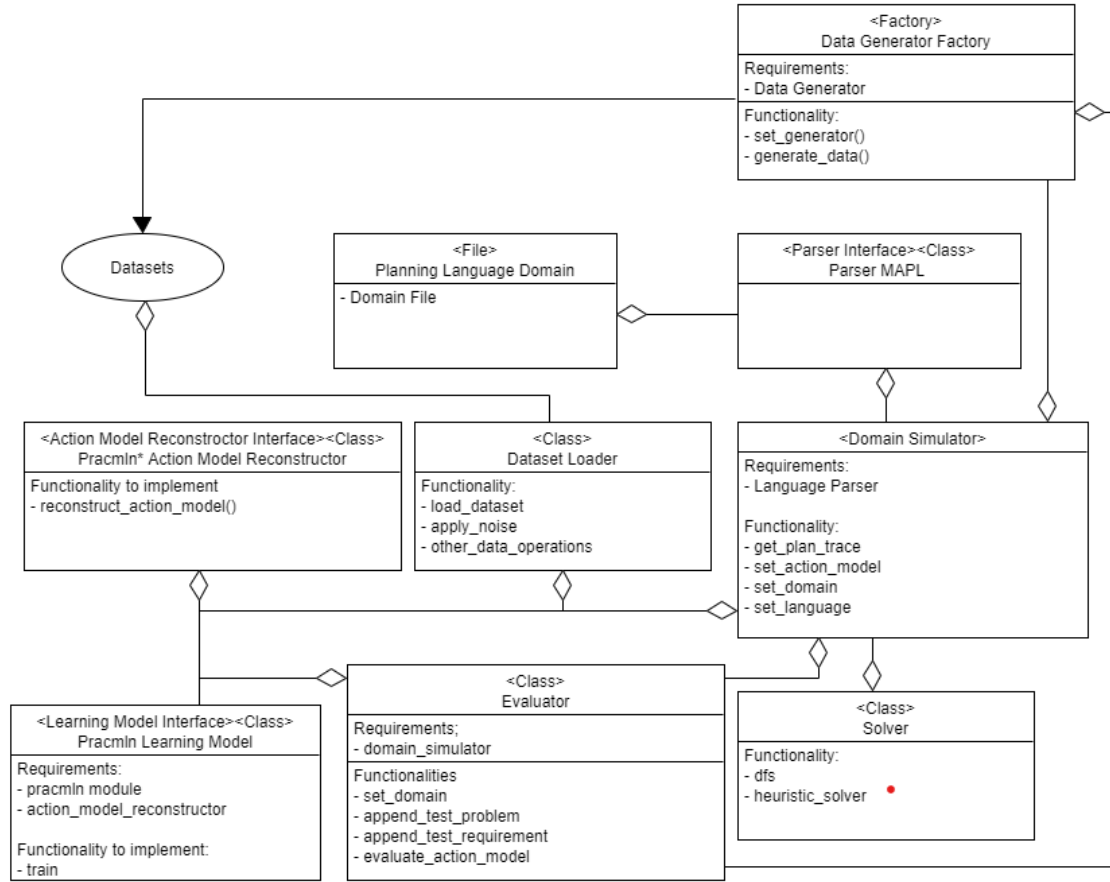 <Factory>
Data Generator Factory
Requirements:
- Data Generator
Functionality:
- set_generator()
- generate_data()
Datasets
<File>
Planning Language Domain
- Domain File
<Parser Interface><Class>
Parser MAPL
<Action Model Reconstroctor Interface><Class>
Pracmln* Action Model Reconstructor
Functionality to implement
- reconstruct_action_model()
<Class>
Dataset Loader
Functionality:
- load_dataset
- apply_noise
- other_data_operations
<Domain Simulator>
Requirements:
- Language Parser
Functionality:
- get_plan_trace
- set_action_model
- set_domain
- set_language
<Learning Model Interface><Class>
Pracmln Learning Model
Requirements:
- pracmln module
- action_model_reconstructor
Functionality to implement:
- train
<Class>
Evaluator
Requirements;
- domain_simulator
Functionalities
- set_domain
- append_test_problem
- append_test_requirement
- evaluate_action_model
<Class>
Solver
Functionality:
- dfs
- heuristic_solver